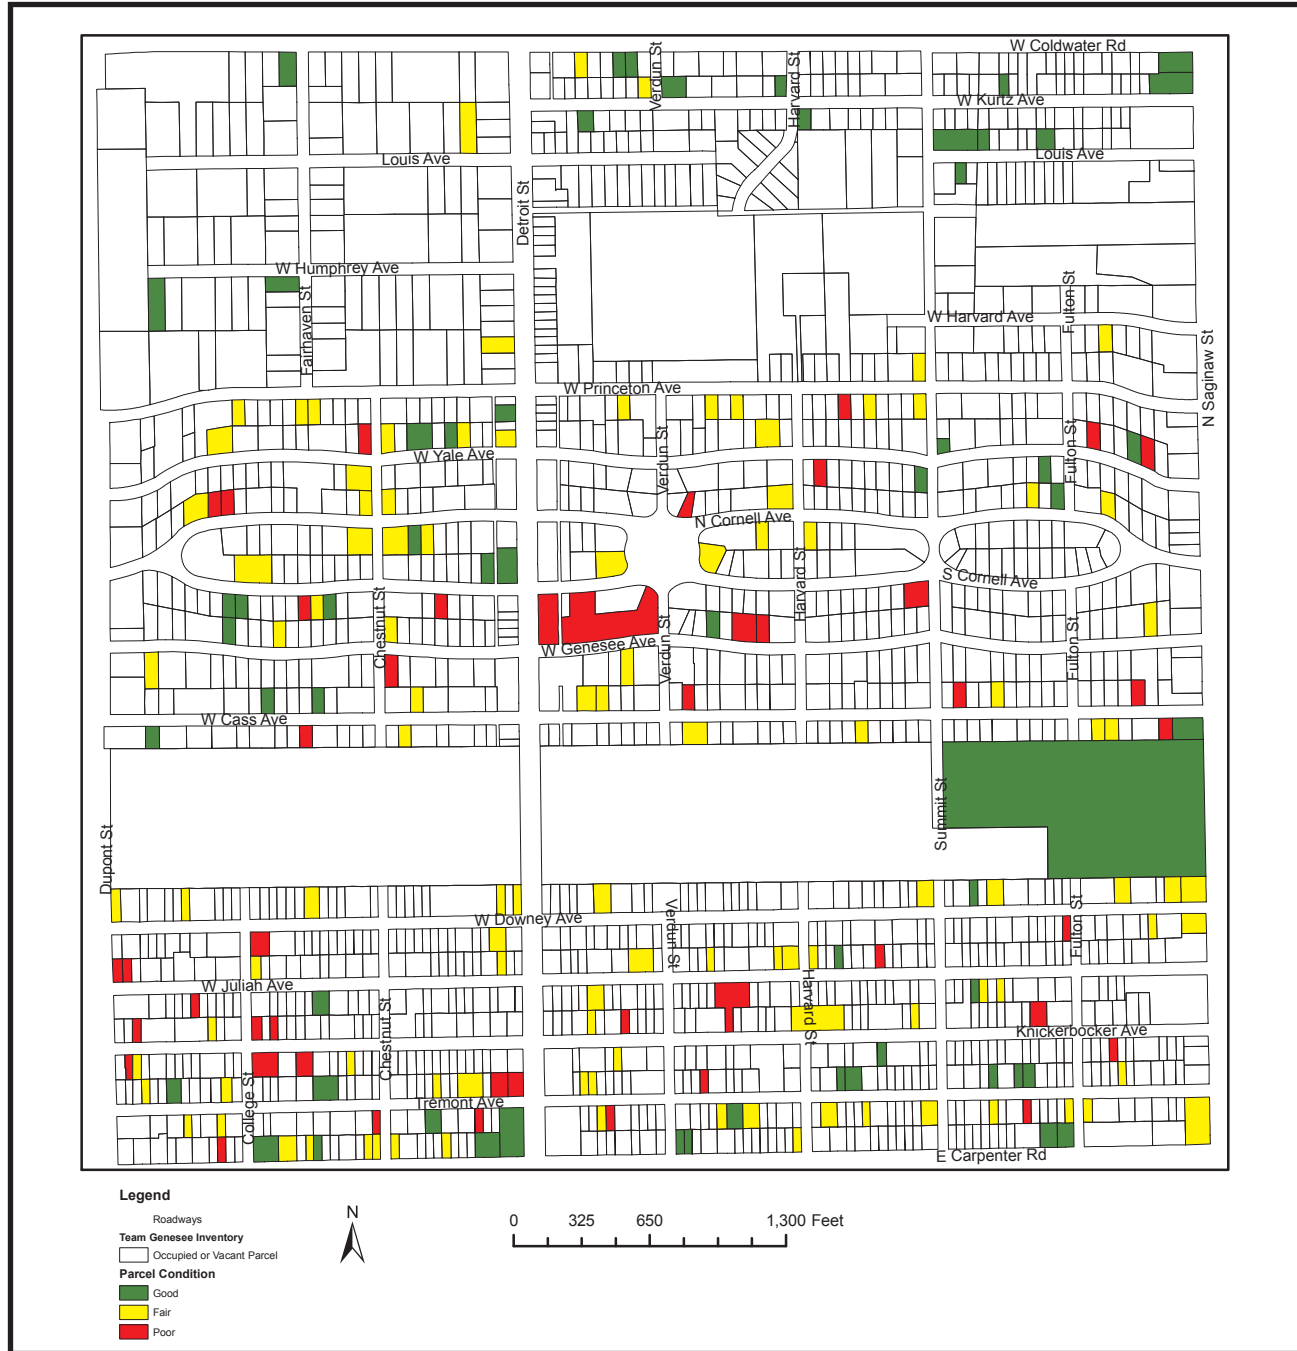 W Coldwater Rd
Verdun St
Harvard St
W Kurtz Ave
Louis Ave
Louis Ave
Detroit St
W Humphrey Ave
Fairhaven St
Fulton St
W Harvard Ave
N Saginaw St
W Princeton Ave
W Yale Ave
Verdun St
Fulton St
N Cornell Ave
Harvard St
S Cornell Ave
Chestnut St
W Genesee Ave
Verdun St
Fulton St
W Cass Ave
Summit St
Dupont St
W Downey Ave
Verdun St
Fulton St
W Juliah Ave
Harvard St
Chestnut St
Knickerbocker Ave
College St
Tremont Ave
E Carpenter Rd
Legend
Roadways
Team Genesee Inventory
Occupied or Vacant Parcel
Parcel Condition
Good
Fair
Poor
N
0 325 650 1,300 Feet